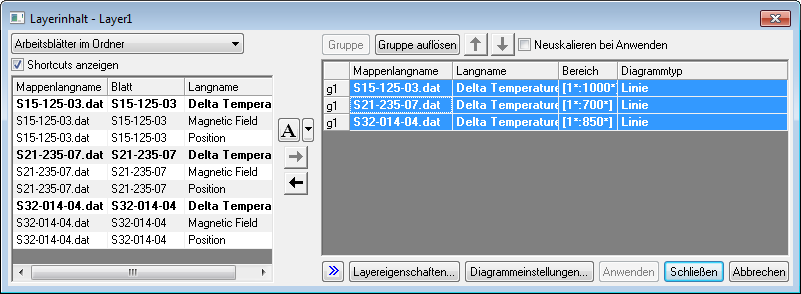 Layerinhalt - Layer1
Arbeitsblätter im Ordner
Shortcuts anzeigen
Mappenlangname Blatt Langname
S15-125-03.dat S15-125-03 Delta Tempera
S15-125-03.dat S15-125-03 Magnetic Field
S15-125-03.dat S15-125-03 Position
S21-235-07.dat S21-235-07 Delta Tempera
S21-235-07.dat S21-235-07 Magnetic Field
S21-235-07.dat S21-235-07 Position
S32-014-04.dat S32-014-04 Delta Tempera
S32-014-04.dat S32-014-04 Magnetic Field
S32-014-04.dat S32-014-04 Position
A
Gruppe Gruppe auflösen Neuskalieren bei Anwenden
Mappenlangname Langname Bereich Diagrammtyp
g1 S15-125-03.dat Delta Temperature [1*:1000* Linie
g1 S21-235-07.dat Delta Temperature [1*:700*] Linie
g1 S32-014-04.dat Delta Temperature [1*:850*] Linie
Layereigenschaften... Diagrammeinstellungen... Anwenden Schließen Abbrechen